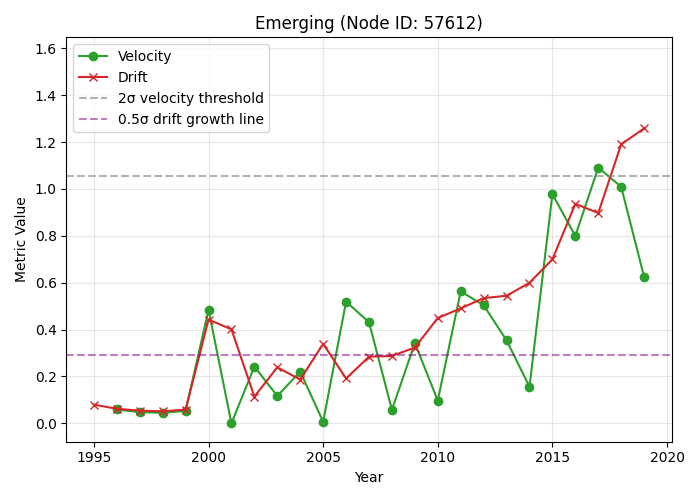 Emerging (Node ID: 57612)
Velocity
Drift
2σ velocity threshold
0.5σ drift growth line
Metric Value
1.6
1.4
1.2
1.0
0.8
0.6
0.4
0.2
0.0
1995 2000 2005 2010 2015 2020
Year